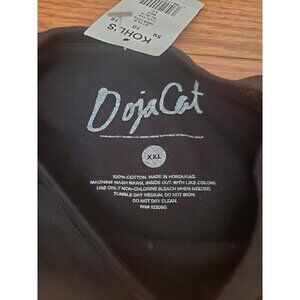 KOHL'S
Doja Cat
XXL
100% COTTON. MADE IN HONDURAS.
MACHINE WASH WARM, INSIDE OUT, WITH LIKE COLORS.
USE ONLY NON-CHLORINE BLEACH WHEN NEEDED.
TUMBLE DRY MEDIUM. DO NOT IRON.
DO NOT DRY CLEAN.